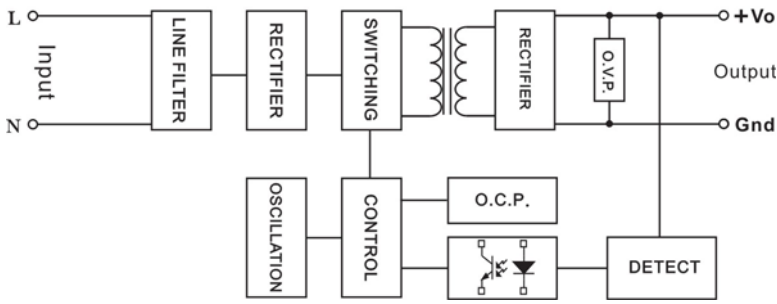 L
Input
N
LINE FILTER
RECTIFIER
SWITCHING
RECTIFIER
O.V.P.
+Vo
Output
Gnd
OSCILLATION
CONTROL
O.C.P.
DETECT